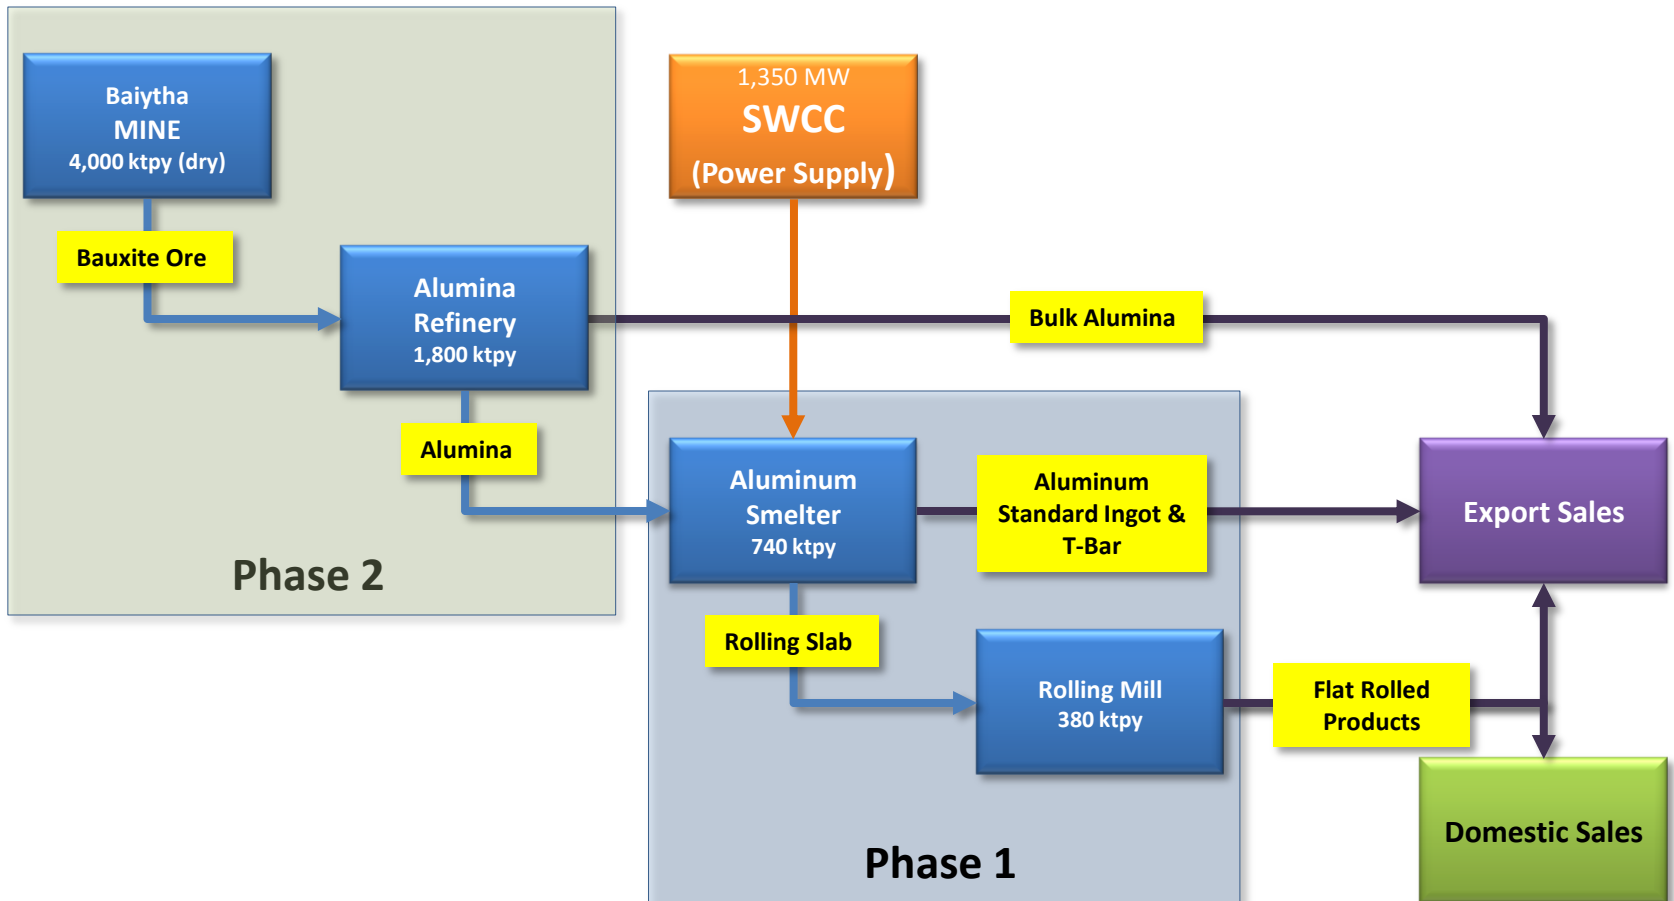 Baiytha
MINE
4,000 ktpy (dry)
1,350 MW
SWCC
(Power Supply)
Bauxite Ore
Alumina
Refinery
1,800 ktpy
Bulk Alumina
Alumina
Aluminum
Smelter
740 ktpy
Aluminum
Standard Ingot &
T-Bar
Export Sales
Phase 2
Rolling Slab
Rolling Mill
380 ktpy
Flat Rolled
Products
Domestic Sales
Phase 1